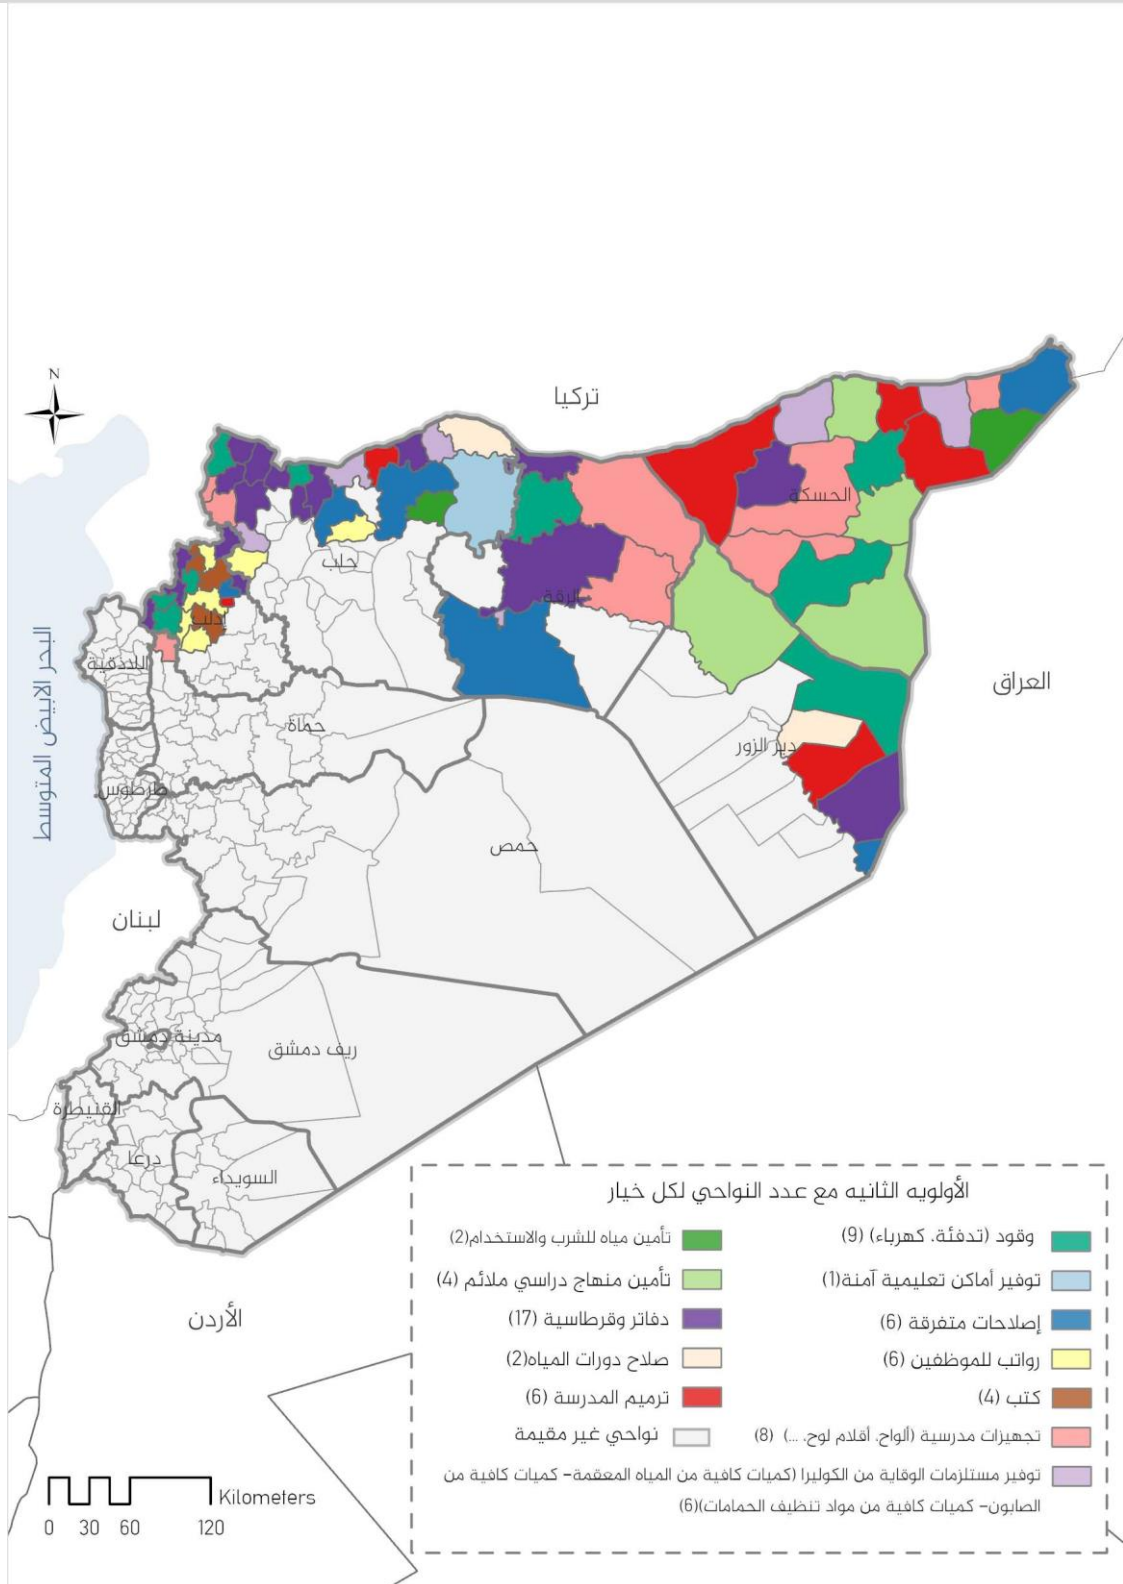 N
تركيا
الحسكة
حلب
الرقة
إدلب
البحر الابيض المتوسط
اللاذقية
العراق
حماة
دير الزور
طرطوس
حمص
لبنان
مدينة دمشق
ريف دمشق
القنيطرة
درعا
السويداء
الأردن
الأولويه الثانيه مع عدد النواحي لكل خيار
وقود (تدفئة، كهرباء) (9)
تأمين مياه للشرب والاستخدام(2)
توفير أماكن تعليمية آمنة(1)
تأمين منهاج دراسي ملائم (4)
إصلاحات متفرقة (6)
دفاتر وقرطاسية (17)
رواتب للموظفين (6)
صلاح دورات المياه(2)
كتب (4)
ترميم المدرسة (6)
تجهيزات مدرسية (ألواح، أقلام لوح، ...) (8)
نواحي غير مقيمة
توفير مستلزمات الوقاية من الكوليرا (كميات كافية من المياه المعقمة- كميات كافية من
الصابون- كميات كافية من مواد تنظيف الحمامات)(6)
Kilometers
0 30 60 120